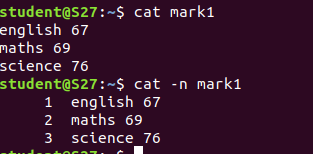 student@S27:~$ cat mark1
english 67
maths 69
science 76
student@S27:~$ cat -n mark1
     1  english 67
     2  maths 69
     3  science 76
student@S27:~$